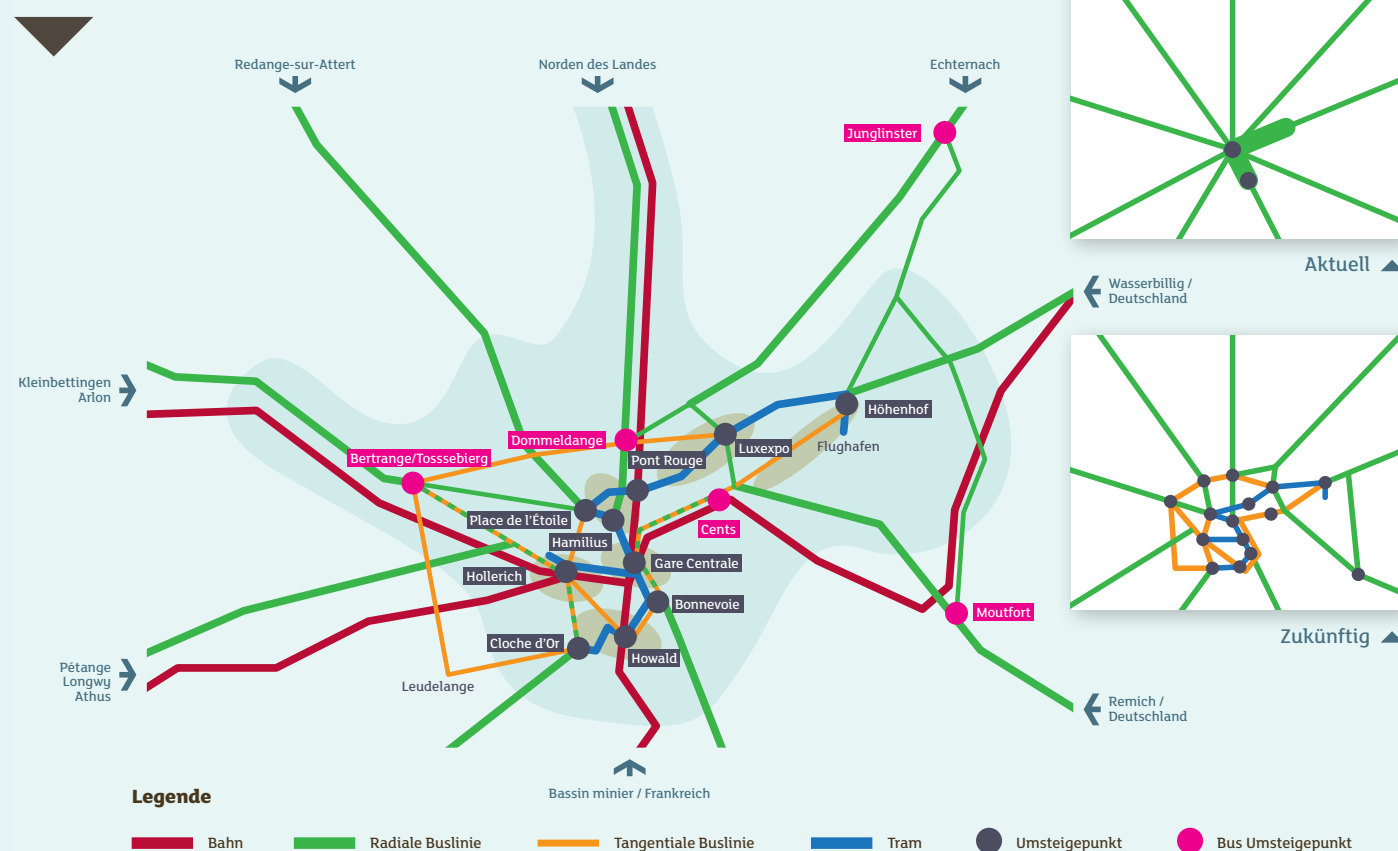 Redange-sur-Attert
Norden des Landes
Echternach
Junglinster
Aktuell
Wasserbillig /
Deutschland
Kleinbettingen
Arlon
Höhenhof
Dommeldange
Luxexpo
Flughafen
Bertrange/Tosssebierg
Pont Rouge
Place de l'Étoile
Cents
Hamilius
Gare Centrale
Hollerich
Bonnevoie
Moutfort
Cloche d'Or
Howald
Zukünftig
Pétange
Longwy
Athus
Leudelange
Remich /
Deutschland
Bassin minier / Frankreich
Legende
Bahn
Radiale Buslinie
Tangentiale Buslinie
Tram
Umsteigepunkt
Bus Umsteigepunkt